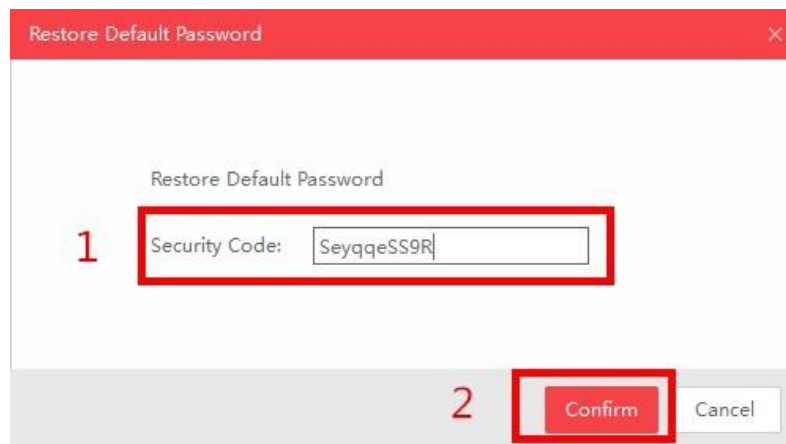 Restore Default Password
Restore Default Password
1 Security Code: SeyqqeSS9R
2 Confirm Cancel